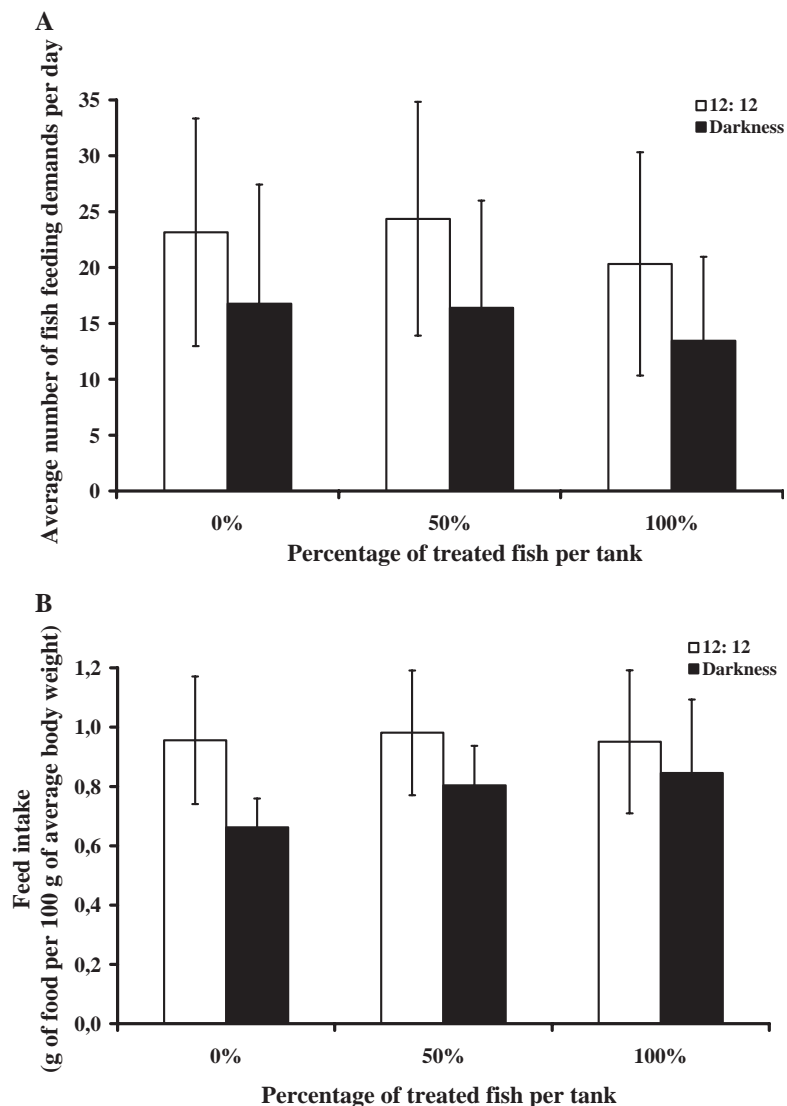 A
Average number of fish feeding demands per day
35
30
25
20
15
10
5
0
12: 12
Darkness
0% 50% 100%
Percentage of treated fish per tank
B
Feed intake
(g of food per 100 g of average body weight)
1,2
1,0
0,8
0,6
0,4
0,2
0,0
12: 12
Darkness
0% 50% 100%
Percentage of treated fish per tank